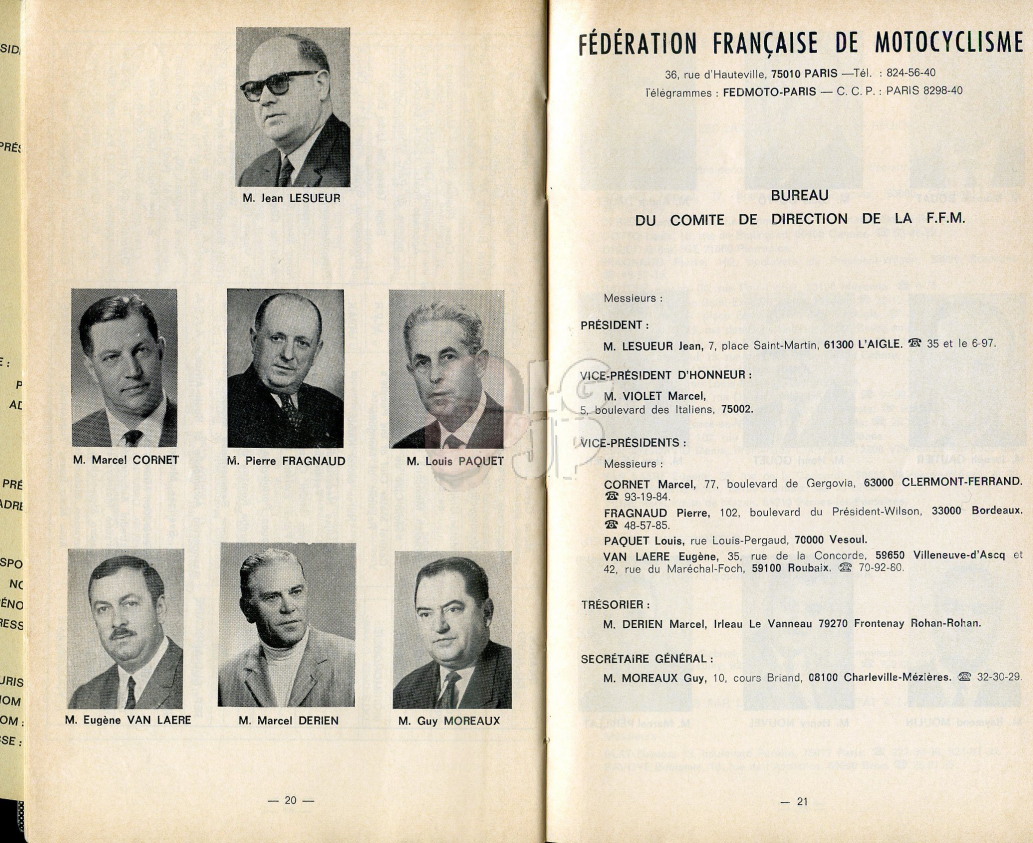 M. Jean LESUEUR
M. Marcel CORNET
M. Pierre FRAGNAUD
M. Louis PAQUET
M. Eugène VAN LAERE
M. Marcel DERIEN
M. Guy MOREAUX
— 20 —
FÉDÉRATION FRANÇAISE DE MOTOCYCLISME
36, rue d'Hauteville, 75010 PARIS —Tél. : 824-56-40
Télégrammes : FEDMOTO-PARIS — C. C. P. : PARIS 8298-40
BUREAU
DU COMITE DE DIRECTION DE LA F.F.M.
Messieurs :
PRÉSIDENT :
M. LESUEUR Jean, 7, place Saint-Martin, 61300 L'AIGLE. ☎ 35 et le 6-97.
VICE-PRÉSIDENT D'HONNEUR :
M. VIOLET Marcel,
5, boulevard des Italiens, 75002.
VICE-PRÉSIDENTS :
Messieurs :
CORNET Marcel, 77, boulevard de Gergovia, 63000 CLERMONT-FERRAND.
☎ 93-19-84.
FRAGNAUD Pierre, 102, boulevard du Président-Wilson, 33000 Bordeaux.
☎ 48-57-85.
PAQUET Louis, rue Louis-Pergaud, 70000 Vesoul.
VAN LAERE Eugène, 35, rue de la Concorde, 59650 Villeneuve-d'Ascq et
42, rue du Maréchal-Foch, 59100 Roubaix. ☎ 70-92-80.
TRÉSORIER :
M. DERIEN Marcel, Irleau Le Vanneau 79270 Frontenay Rohan-Rohan.
SECRÉTAIRE GÉNÉRAL :
M. MOREAUX Guy, 10, cours Briand, 08100 Charleville-Mézières. ☎ 32-30-29.
— 21